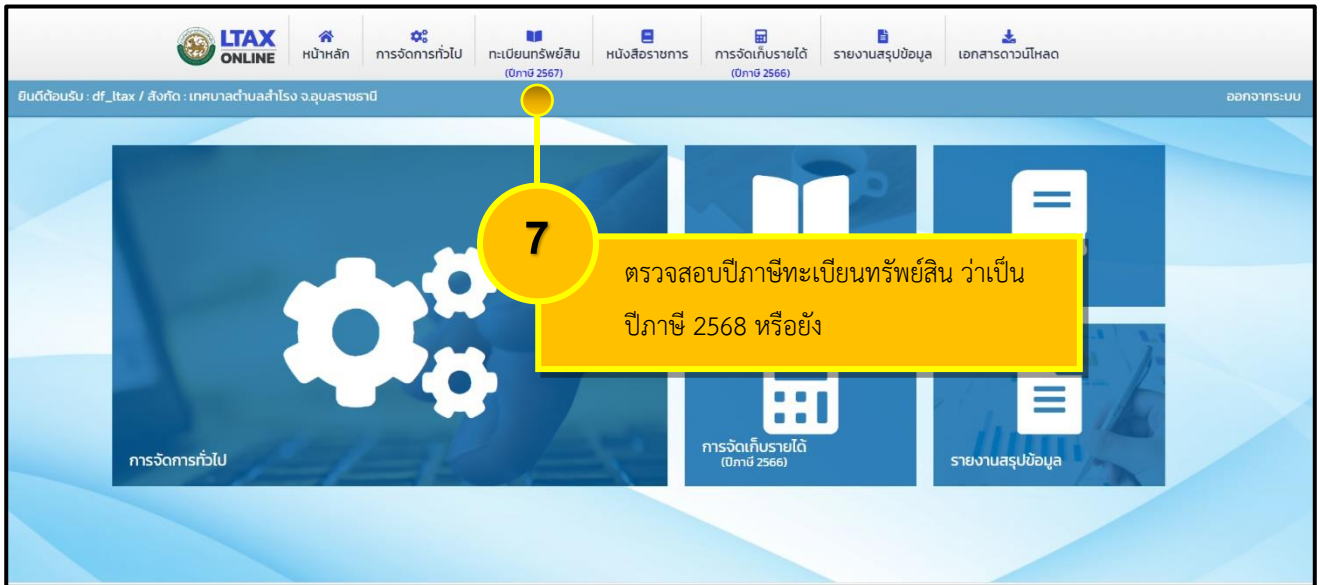 LTAX
ONLINE
หน้าหลัก
การจัดการทั่วไป
ทะเบียนทรัพย์สิน
(ปีภาษี 2567)
หนังสือราชการ
การจัดเก็บรายได้
(ปีภาษี 2566)
รายงานสรุปข้อมูล
เอกสารดาวน์โหลด
ยินดีต้อนรับ : df_ltax / สังกัด : เทศบาลตำบลสำโรง จ.อุบลราชธานี
ออกจากระบบ
7
ตรวจสอบปีภาษีทะเบียนทรัพย์สิน ว่าเป็น
ปีภาษี 2568 หรือยัง
การจัดการทั่วไป
การจัดเก็บรายได้
(ปีภาษี 2566)
รายงานสรุปข้อมูล